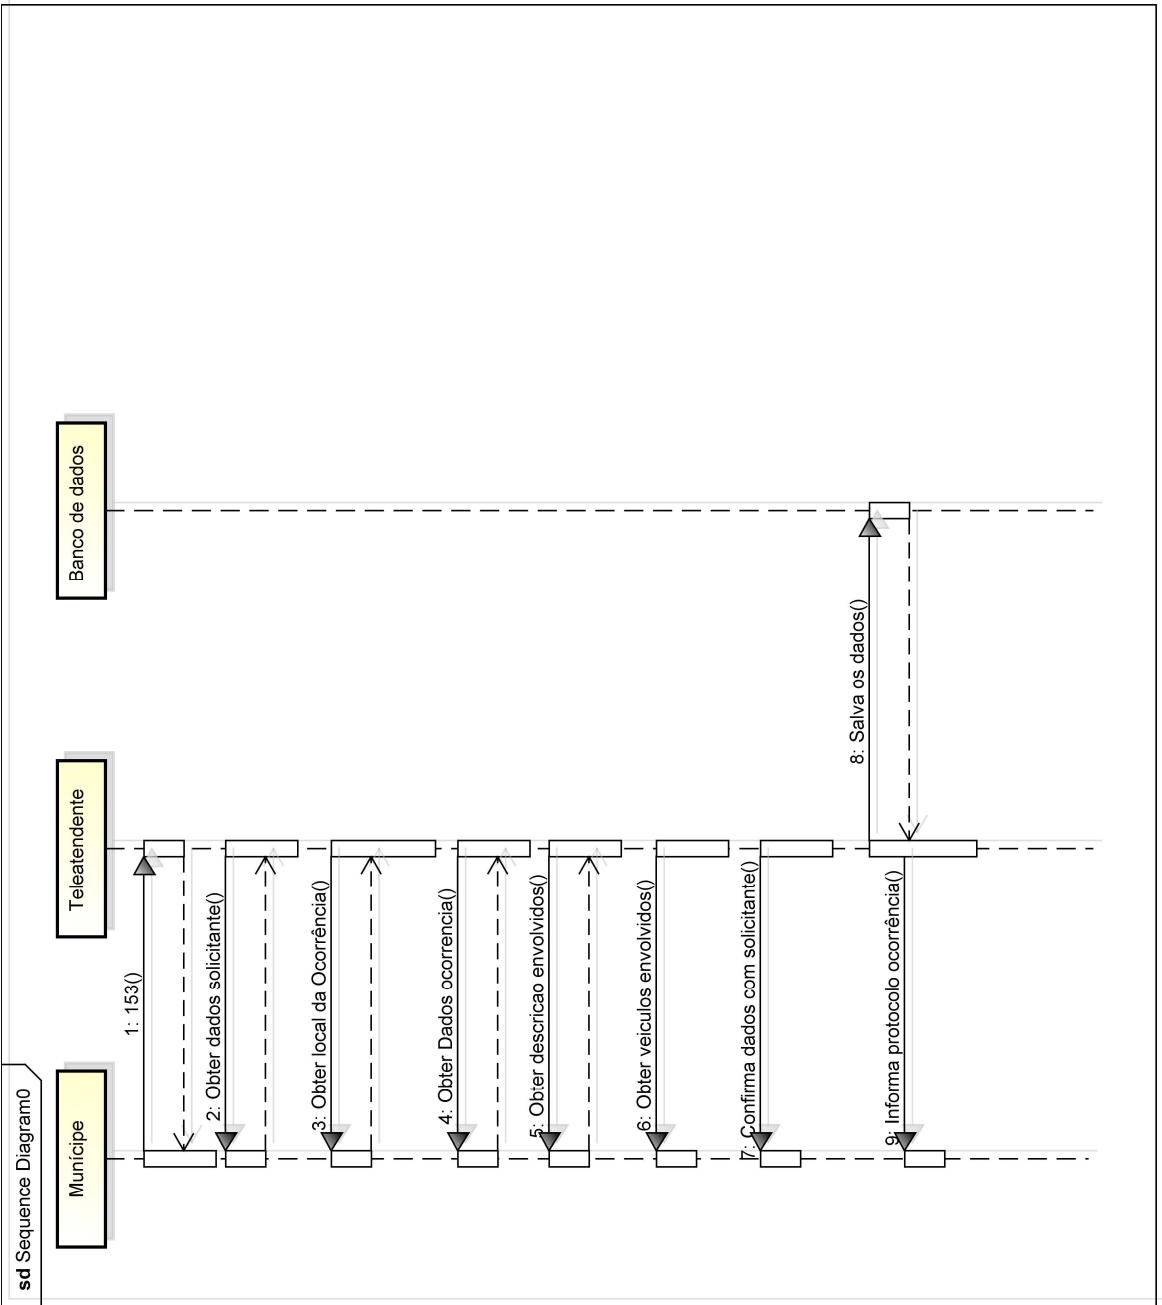 sd Sequence Diagram0
Munícipe
Teleatendente
Banco de dados
1: 153()
2: Obter dados solicitante()
3: Obter local da Ocorrência()
4: Obter Dados ocorrencia()
5: Obter descricao envolvidos()
6: Obter veiculos envolvidos()
7: Confirma dados com solicitante()
8: Salva os dados()
9: Informa protocolo ocorrência()